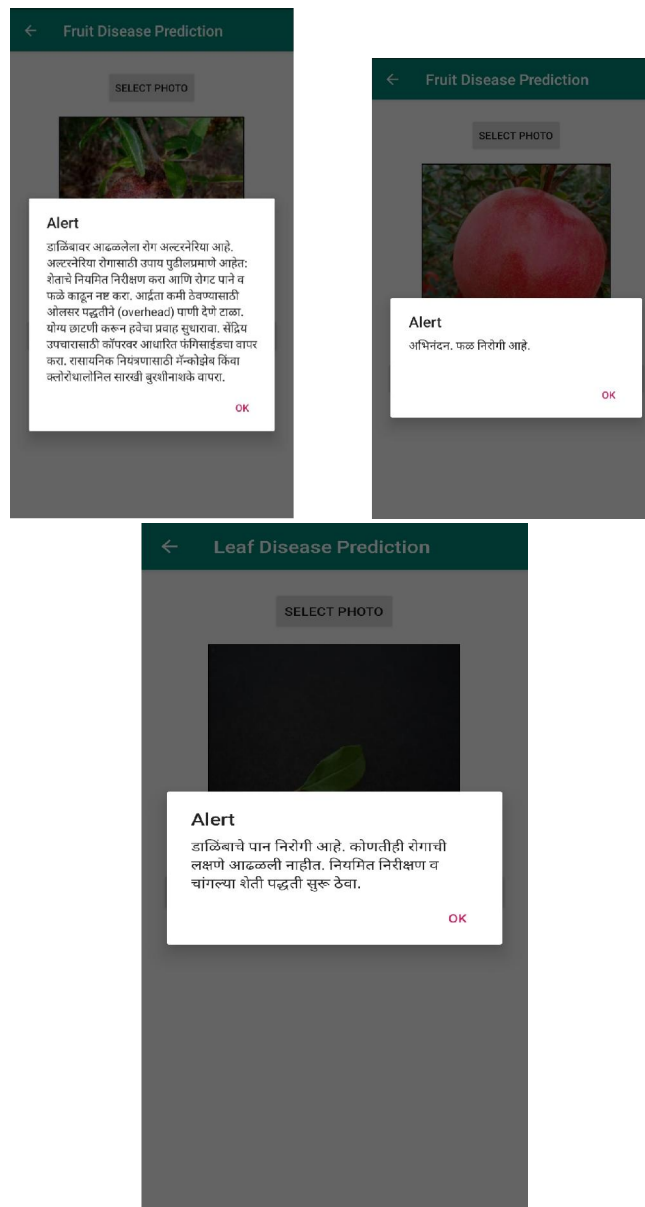 Fruit Disease Prediction
SELECT PHOTO
Alert
डाळिंबावर आढळलेला रोग अल्टरनेरिया आहे.
अल्टरनेरिया रोगासाठी उपाय पुढीलप्रमाणे आहेत:
शेताचे नियमित निरीक्षण करा आणि रोगट पाने व
फळे काढून नष्ट करा. आर्द्रता कमी ठेवण्यासाठी
ओलसर पद्धतीने (overhead) पाणी देणे टाळा.
योग्य छाटणी करून हवेचा प्रवाह सुधारावा. सेंद्रिय
उपचारासाठी कॉपरवर आधारित फंगिसाईडचा वापर
करा. रासायनिक नियंत्रणासाठी मॅन्कोझेब किंवा
क्लोरोथालोनिल सारखी बुरशीनाशके वापरा.
OK
Fruit Disease Prediction
SELECT PHOTO
Alert
अभिनंदन. फळ निरोगी आहे.
OK
Leaf Disease Prediction
SELECT PHOTO
Alert
डाळिंबाचे पान निरोगी आहे. कोणतीही रोगाची
लक्षणे आढळली नाहीत. नियमित निरीक्षण व
चांगल्या शेती पद्धती सुरू ठेवा.
OK